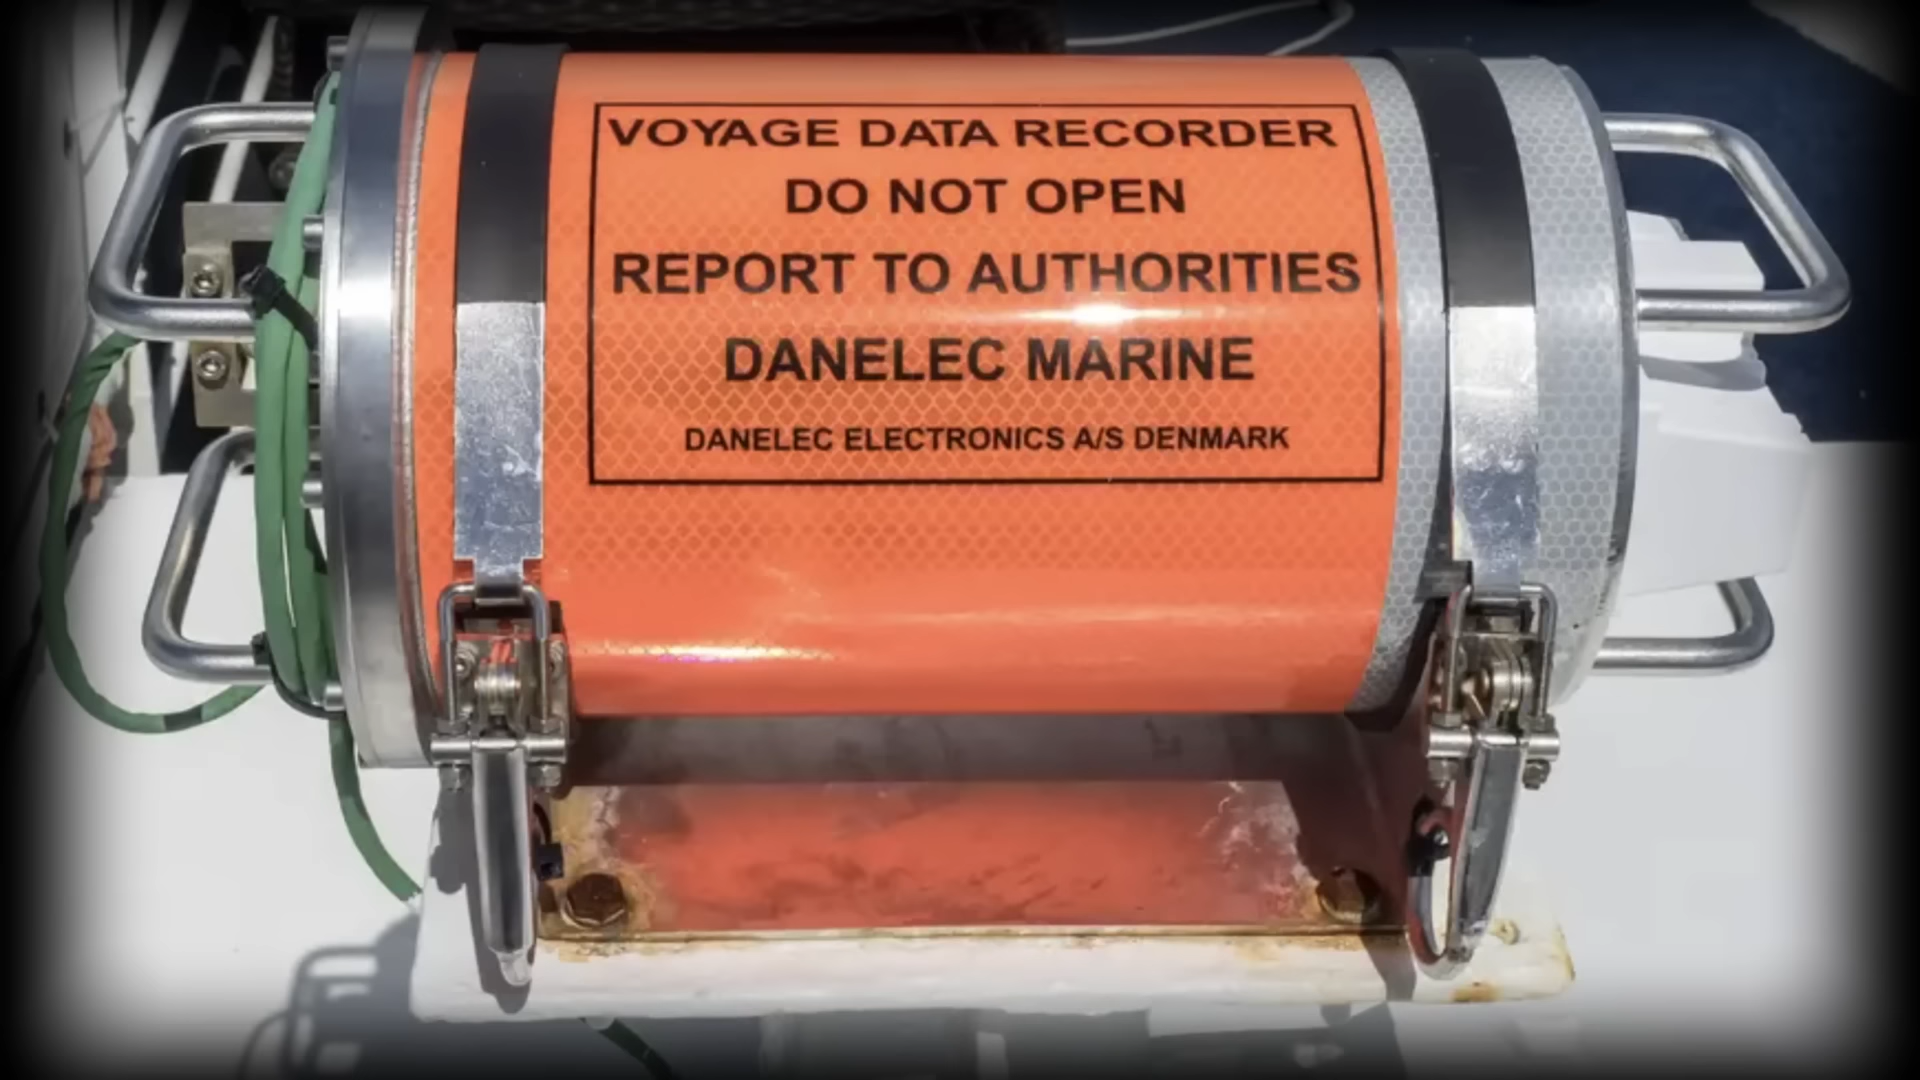 VOYAGE DATA RECORDER
DO NOT OPEN
REPORT TO AUTHORITIES
DANELEC MARINE
DANELEC ELECTRONICS A/S DENMARK